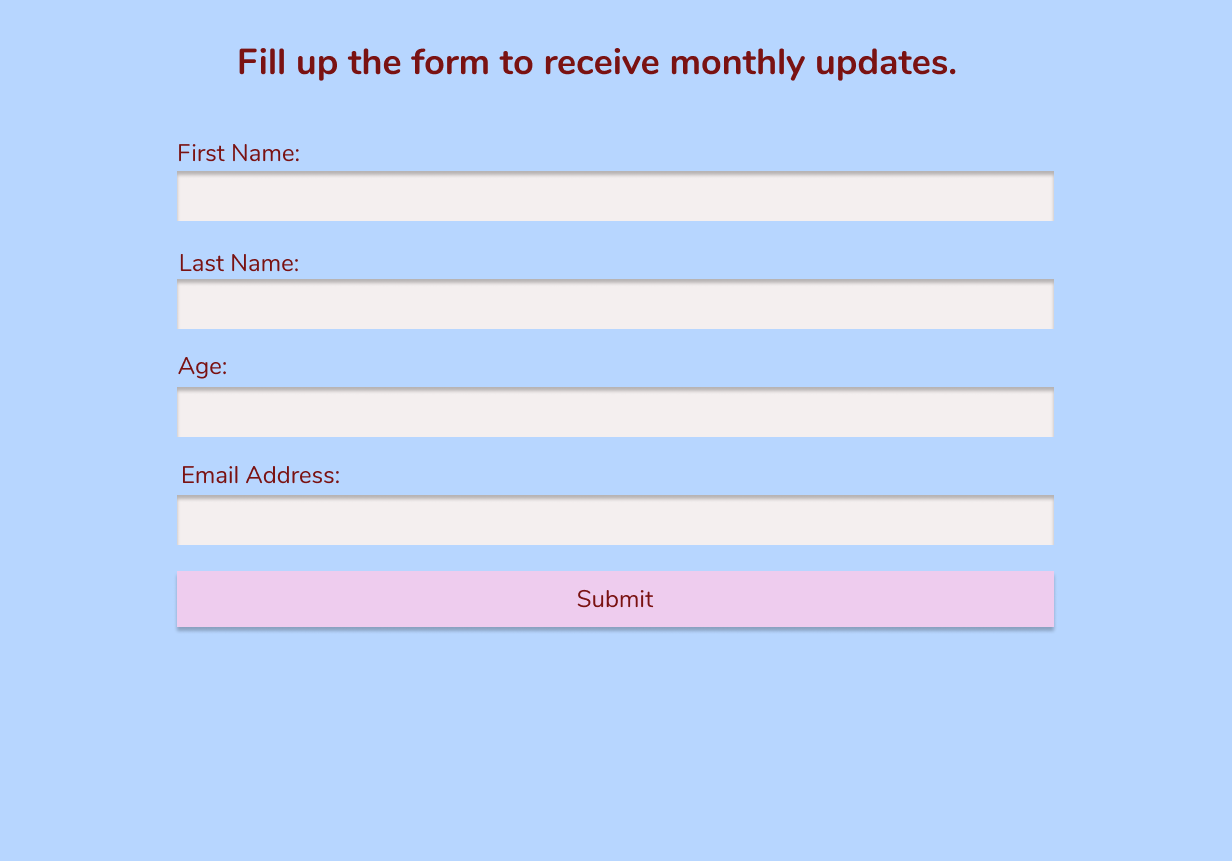 Fill up the form to receive monthly updates.
First Name:
Last Name:
Age:
Email Address:
Submit